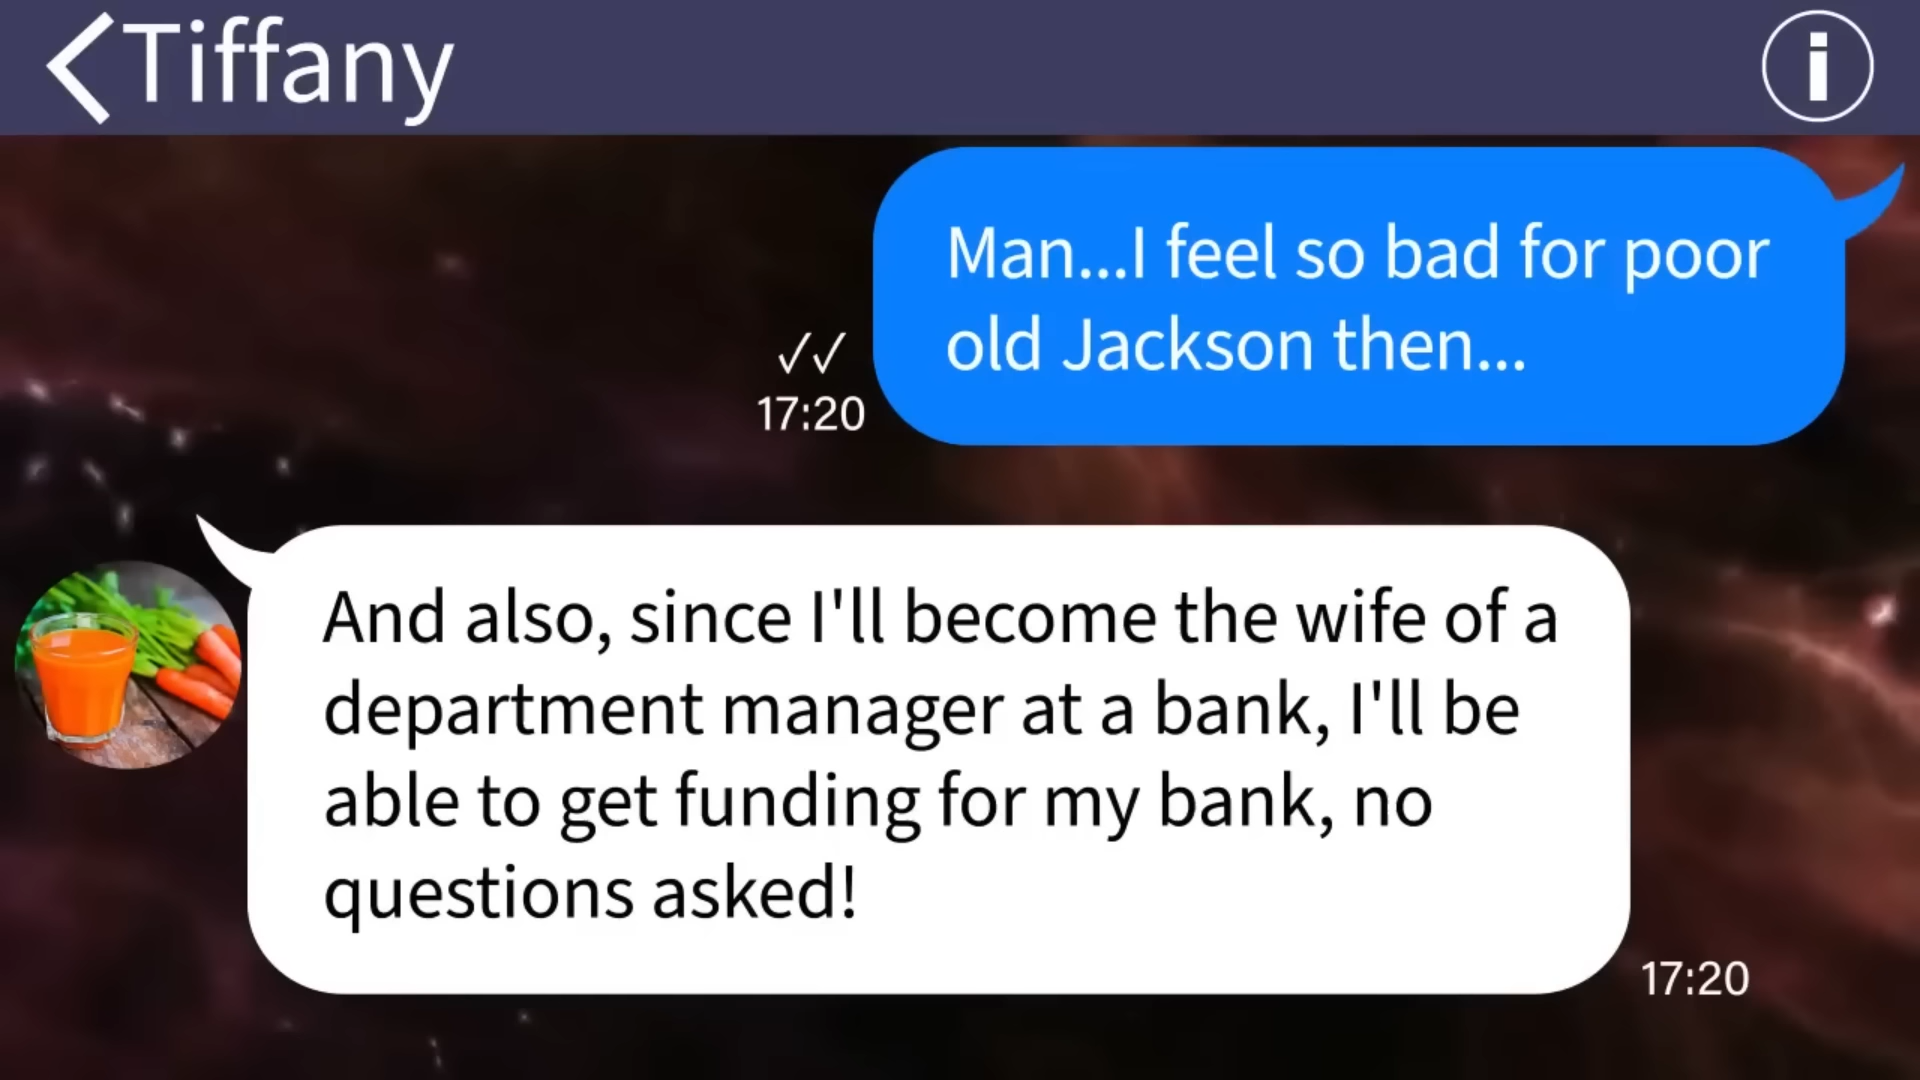 Tiffany
Man...I feel so bad for poor
old Jackson then...
✓✓
17:20
And also, since I'll become the wife of a
department manager at a bank, I'll be
able to get funding for my bank, no
questions asked!
17:20